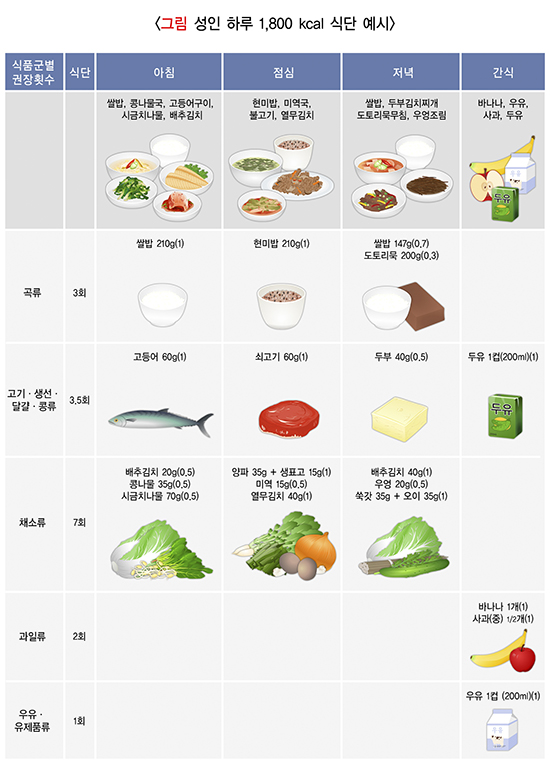 <그림 성인 하루 1,800 kcal 식단 예시>
식품군별
권장횟수
식단
아침
점심
저녁
간식
쌀밥, 콩나물국, 고등어구이,
시금치나물, 배추김치
현미밥, 미역국,
불고기, 열무김치
쌀밥, 두부김치찌개
도토리묵무침, 우엉조림
바나나, 우유,
사과, 두유
두유
곡류
3회
쌀밥 210g(1)
현미밥 210g(1)
쌀밥 147g(0.7)
도토리묵 200g(0.3)
고기 · 생선 ·
달걀 · 콩류
3.5회
고등어 60g(1)
쇠고기 60g(1)
두부 40g(0.5)
두유 1컵(200ml)(1)
두유
채소류
7회
배추김치 20g(0.5)
콩나물 35g(0.5)
시금치나물 70g(0.5)
양파 35g + 생표고 15g(1)
미역 15g(0.5)
열무김치 40g(1)
배추김치 40g(1)
우엉 20g(0.5)
쑥갓 35g + 오이 35g(1)
과일류
2회
바나나 1개(1)
사과(중) 1/2개(1)
우유 ·
유제품류
1회
우유 1컵 (200ml)(1)